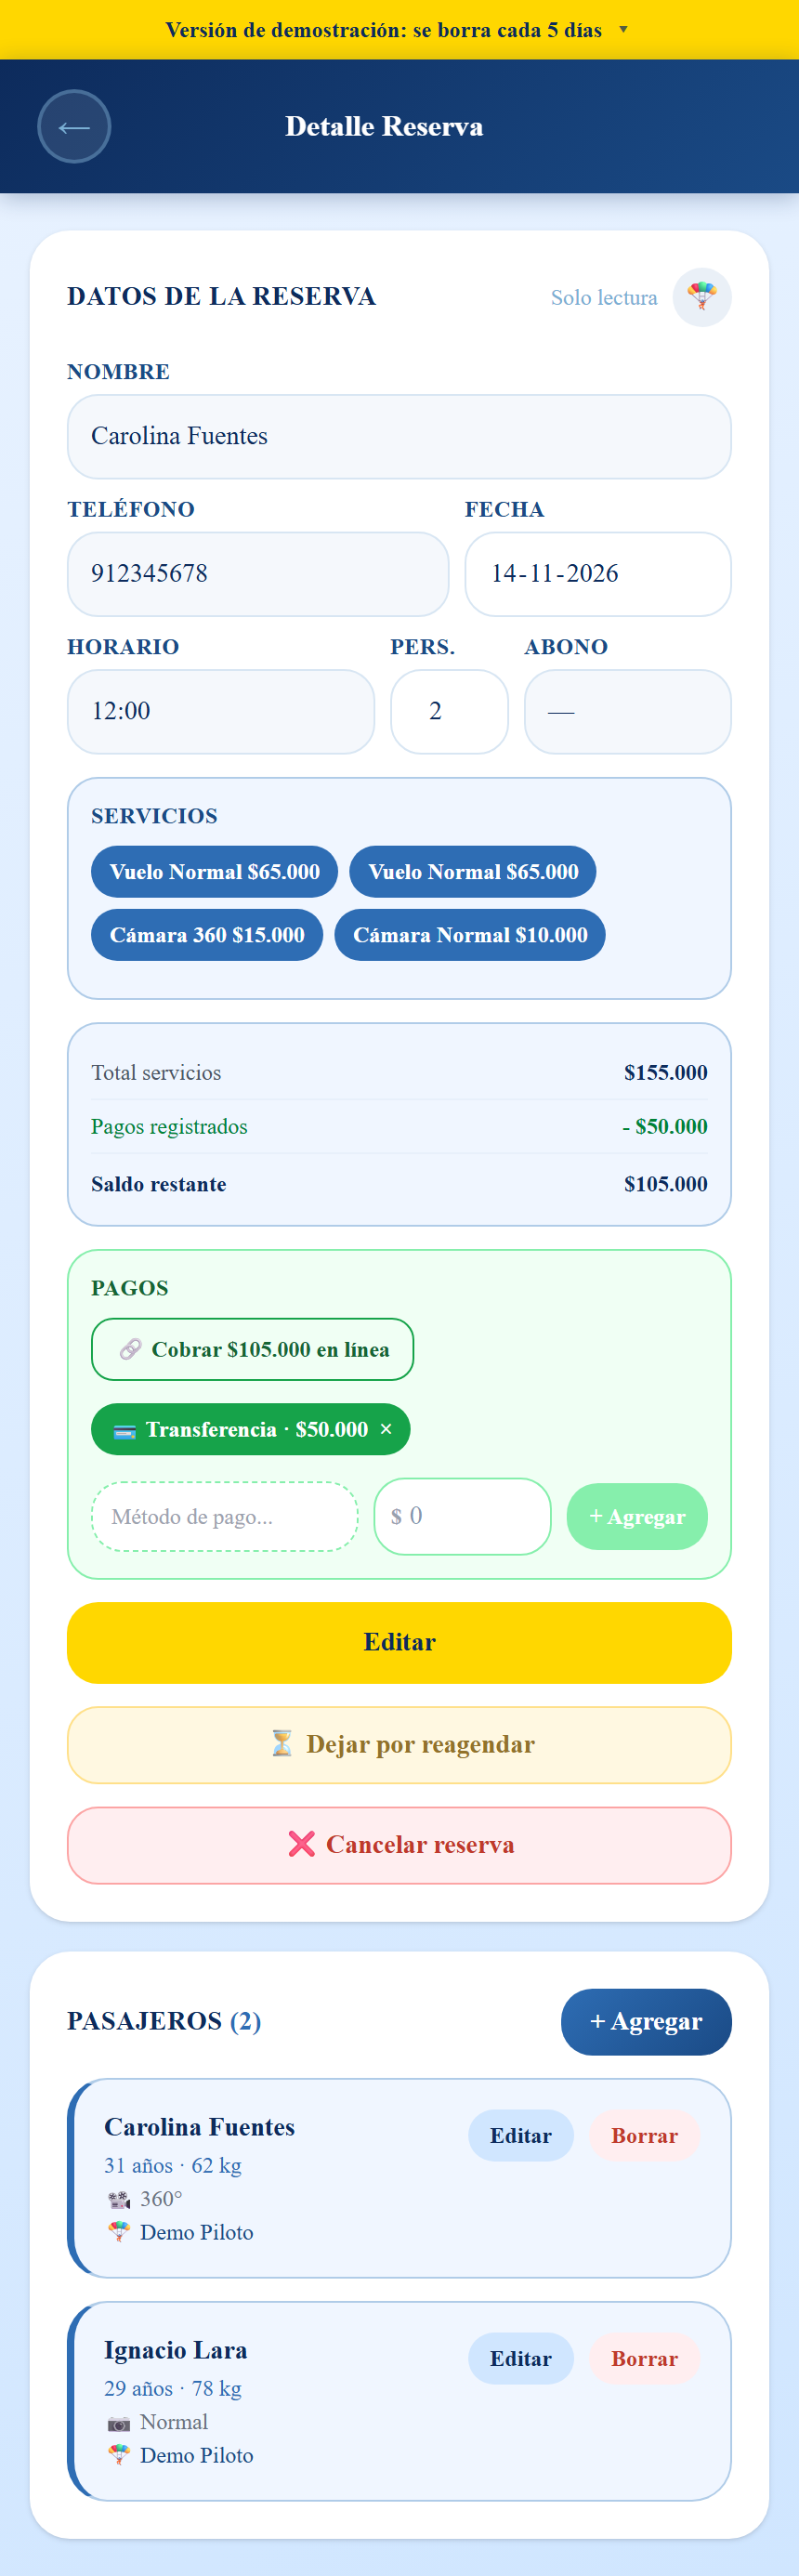 Versión de demostración: se borra cada 5 días ▼
←
Detalle Reserva
DATOS DE LA RESERVA
Solo lectura
NOMBRE
Carolina Fuentes
TELÉFONO FECHA
912345678 14-11-2026
HORARIO PERS. ABONO
12:00 2 —
SERVICIOS
Vuelo Normal $65.000 Vuelo Normal $65.000
Cámara 360 $15.000 Cámara Normal $10.000
Total servicios $155.000
Pagos registrados - $50.000
Saldo restante $105.000
PAGOS
Cobrar $105.000 en línea
Transferencia · $50.000 ×
Método de pago... $ 0 + Agregar
Editar
Dejar por reagendar
Cancelar reserva
PASAJEROS (2) + Agregar
Carolina Fuentes Editar Borrar
31 años · 62 kg
360°
Demo Piloto
Ignacio Lara Editar Borrar
29 años · 78 kg
Normal
Demo Piloto